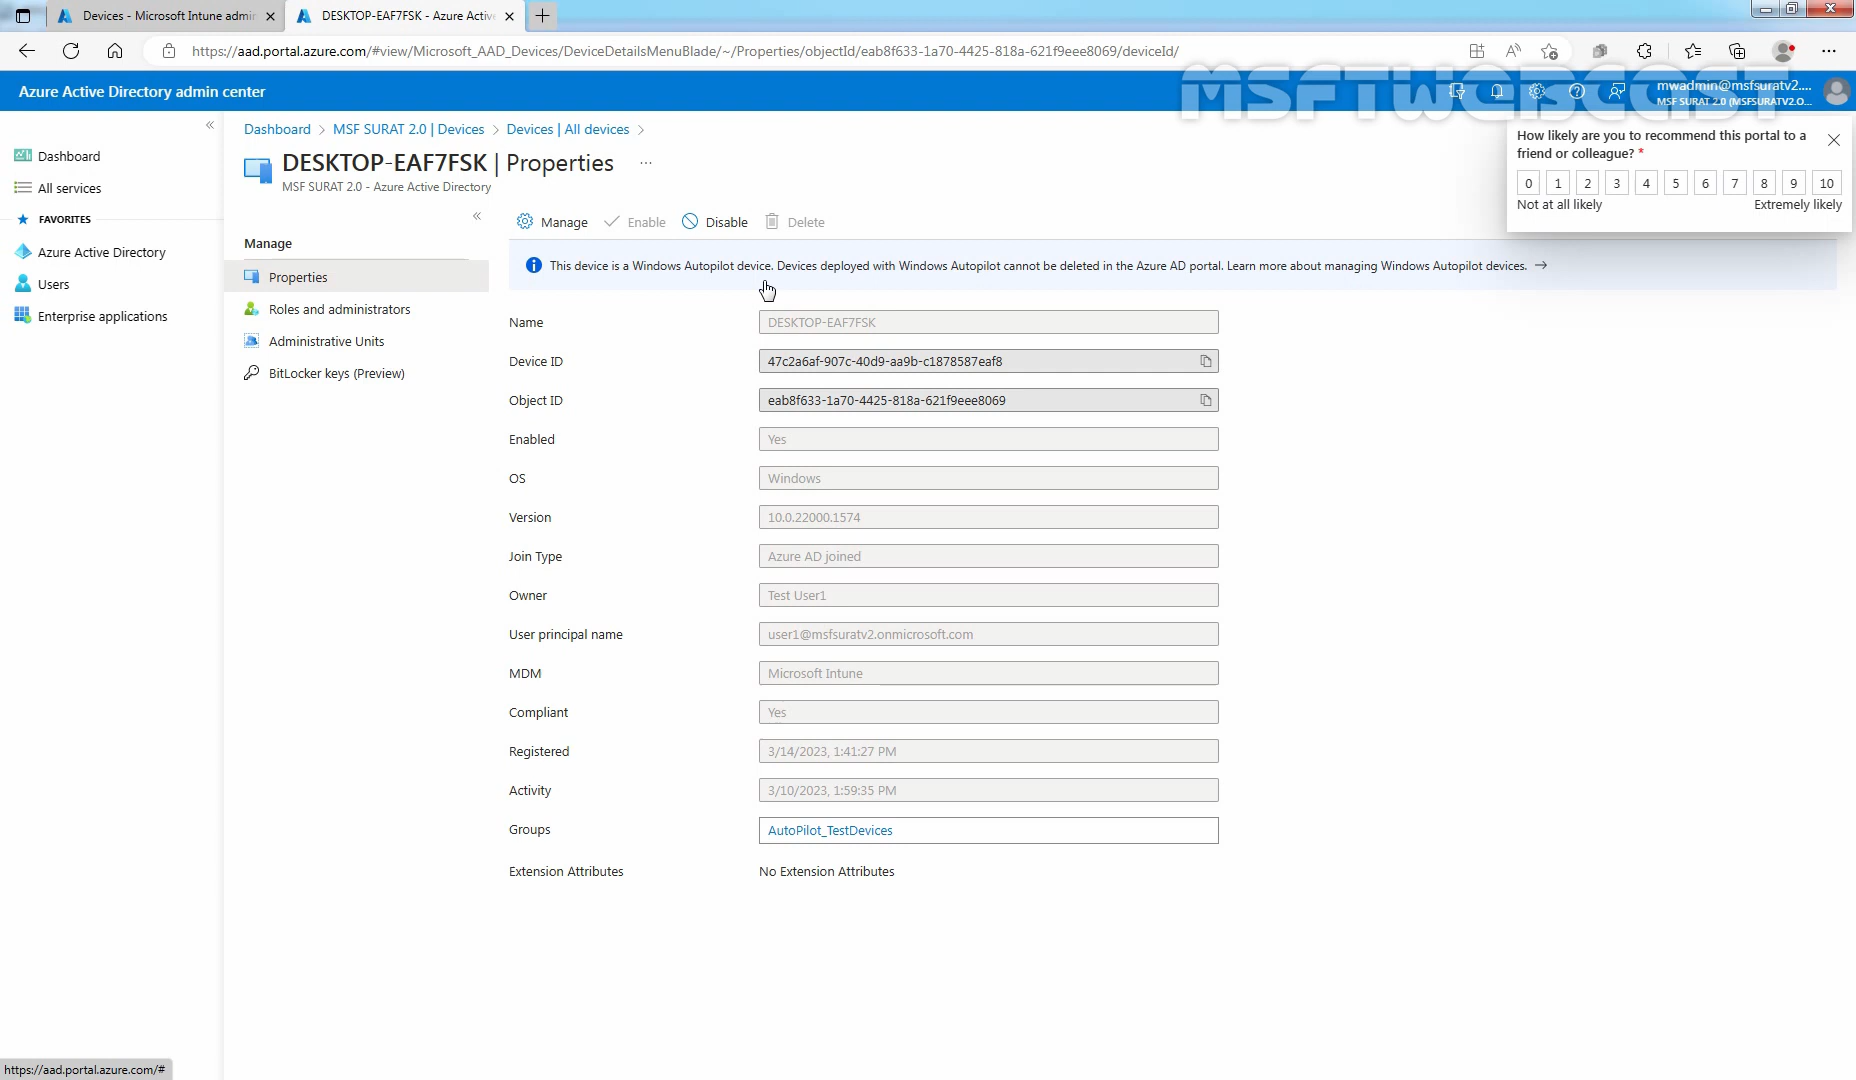 Devices - Microsoft Intune admin
DESKTOP-EAF7FSK - Azure Active
https://aad.portal.azure.com/#view/Microsoft_AAD_Devices/DeviceDetailsMenuBlade/~/Properties/objectId/eab8f633-1a70-4425-818a-621f9eee8069/deviceId/
MSFTWEBCAST
Azure Active Directory admin center
mwadmin@msfsuratv2....
MSF SURAT 2.0 (MSFSURATV2.O...
Dashboard > MSF SURAT 2.0 | Devices > Devices | All devices >
How likely are you to recommend this portal to a
friend or colleague? *
0 1 2 3 4 5 6 7 8 9 10
Not at all likely Extremely likely
Dashboard
All services
FAVORITES
Azure Active Directory
Users
Enterprise applications
DESKTOP-EAF7FSK | Properties ...
MSF SURAT 2.0 - Azure Active Directory
Manage
Properties
Roles and administrators
Administrative Units
BitLocker keys (Preview)
Manage Enable Disable Delete
This device is a Windows Autopilot device. Devices deployed with Windows Autopilot cannot be deleted in the Azure AD portal. Learn more about managing Windows Autopilot devices. →
Name DESKTOP-EAF7FSK
Device ID 47c2a6af-907c-40d9-aa9b-c1878587eaf8
Object ID eab8f633-1a70-4425-818a-621f9eee8069
Enabled Yes
OS Windows
Version 10.0.22000.1574
Join Type Azure AD joined
Owner Test User1
User principal name user1@msfsuratv2.onmicrosoft.com
MDM Microsoft Intune
Compliant Yes
Registered 3/14/2023, 1:41:27 PM
Activity 3/10/2023, 1:59:35 PM
Groups AutoPilot_TestDevices
Extension Attributes No Extension Attributes
https://aad.portal.azure.com/#